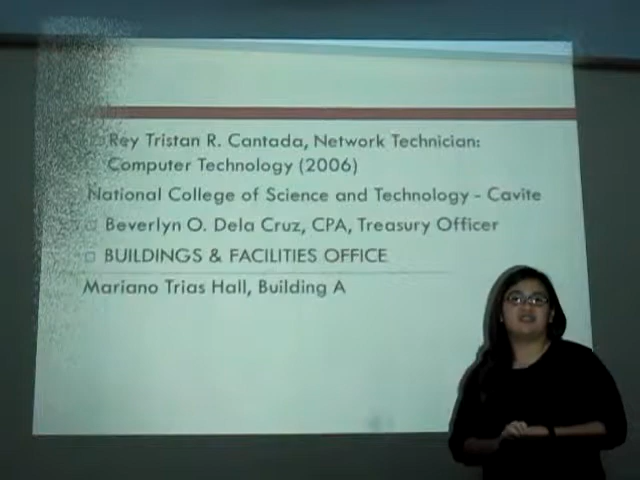 Rey Tristan R. Cantada, Network Technician:
Computer Technology (2006)
National College of Science and Technology - Cavite
Beverlyn O. Dela Cruz, CPA, Treasury Officer
BUILDINGS & FACILITIES OFFICE
Mariano Trias Hall, Building A